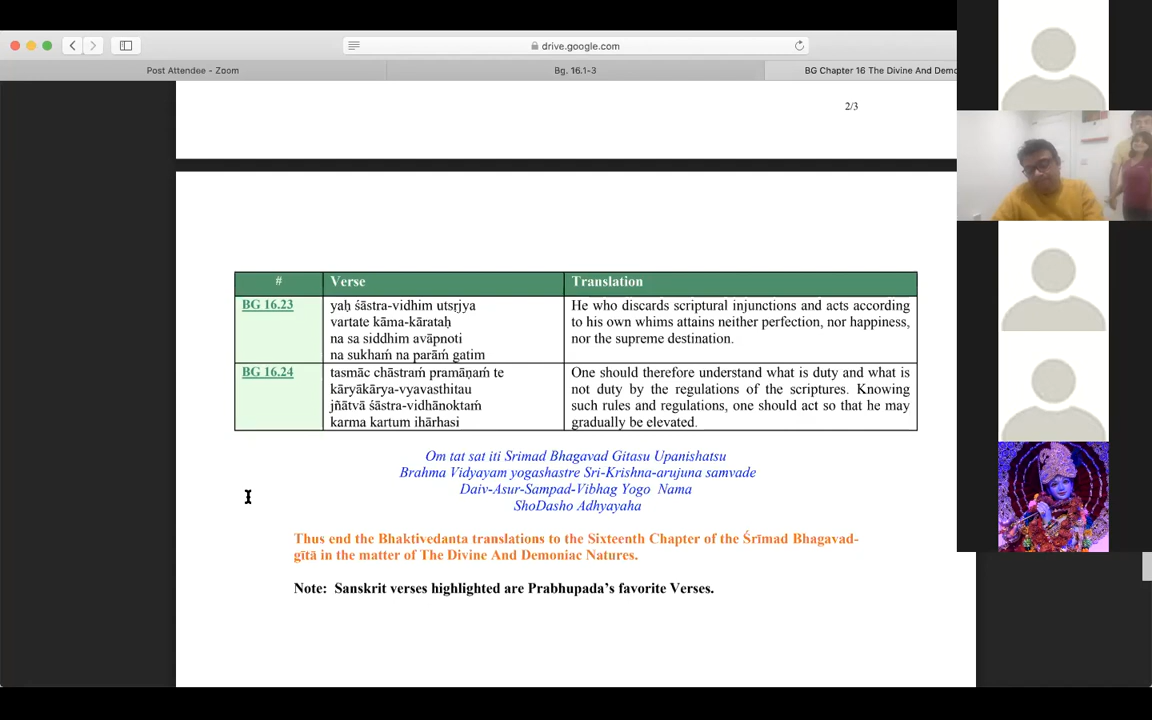 drive.google.com
Post Attendee - Zoom
Bg. 16.1-3
BG Chapter 16 The Divine And Demo
2/3
# Verse Translation
BG 16.23
yaḥ śāstra-vidhim utsṛjya
vartate kāma-kārataḥ
na sa siddhim avāpnoti
na sukhaṁ na parāṁ gatim
He who discards scriptural injunctions and acts according
to his own whims attains neither perfection, nor happiness,
nor the supreme destination.
BG 16.24
tasmāc chāstraṁ pramāṇaṁ te
kāryākārya-vyavasthitau
jñātvā śāstra-vidhānoktaṁ
karma kartum ihārhasi
One should therefore understand what is duty and what is
not duty by the regulations of the scriptures. Knowing
such rules and regulations, one should act so that he may
gradually be elevated.
Om tat sat iti Srimad Bhagavad Gitasu Upanishatsu
Brahma Vidyayam yogashastre Sri-Krishna-arujuna samvade
Daiv-Asur-Sampad-Vibhag Yogo Nama
ShoDasho Adhyayaha
Thus end the Bhaktivedanta translations to the Sixteenth Chapter of the Śrīmad Bhagavad-
gītā in the matter of The Divine And Demoniac Natures.
Note: Sanskrit verses highlighted are Prabhupada's favorite Verses.